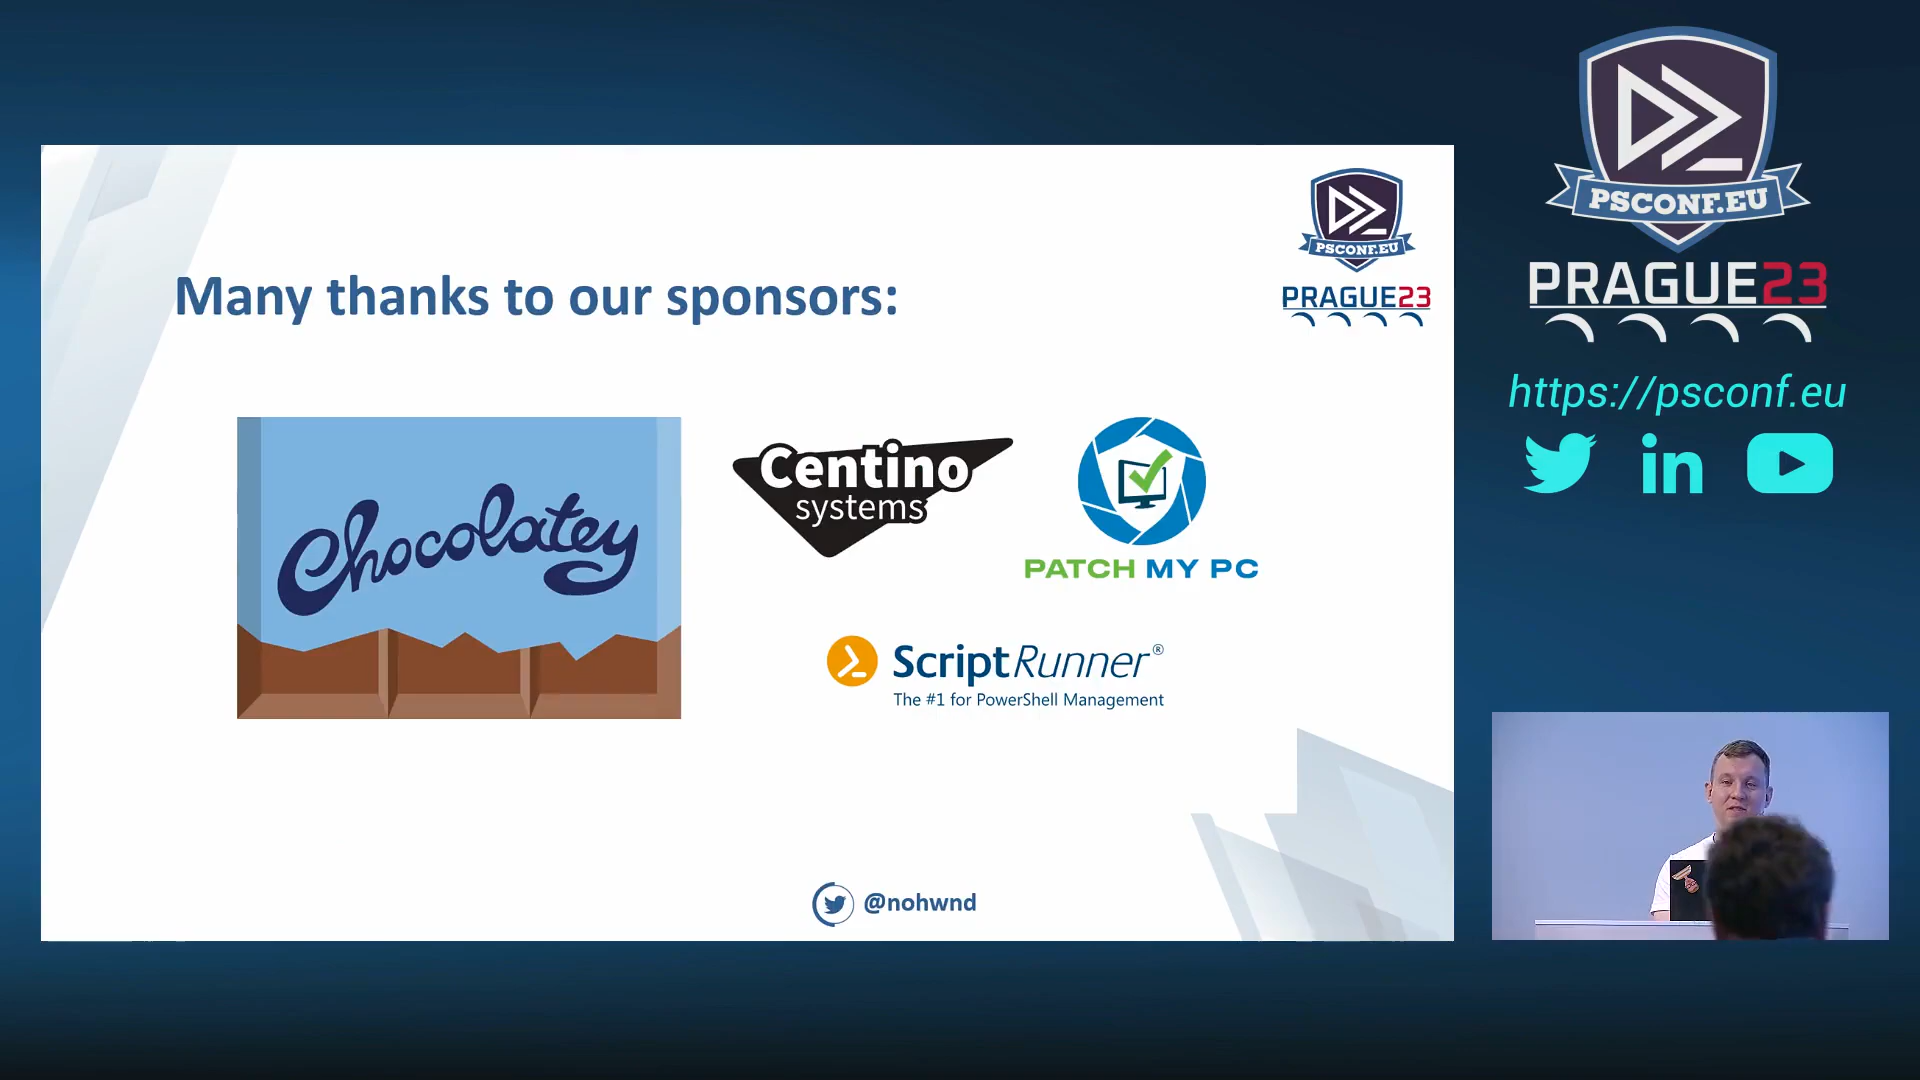 Many thanks to our sponsors:
PSCONF.EU
PRAGUE23
Chocolatey
Centino
systems
PATCH MY PC
ScriptRunner®
The #1 for PowerShell Management
@nohwnd
PSCONF.EU
PRAGUE23
https://psconf.eu
in